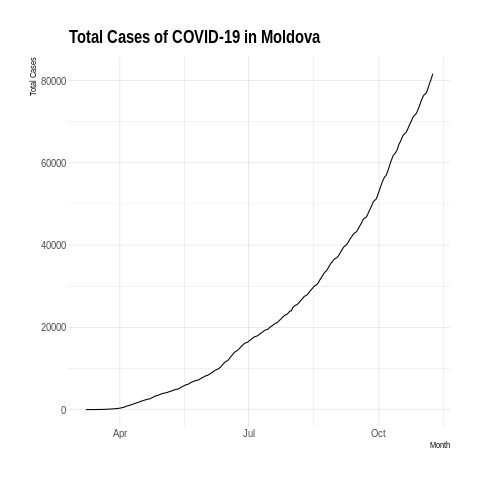 Total Cases of COVID-19 in Moldova
Total Cases
80000
60000
40000
20000
0
Apr Jul Oct
Month